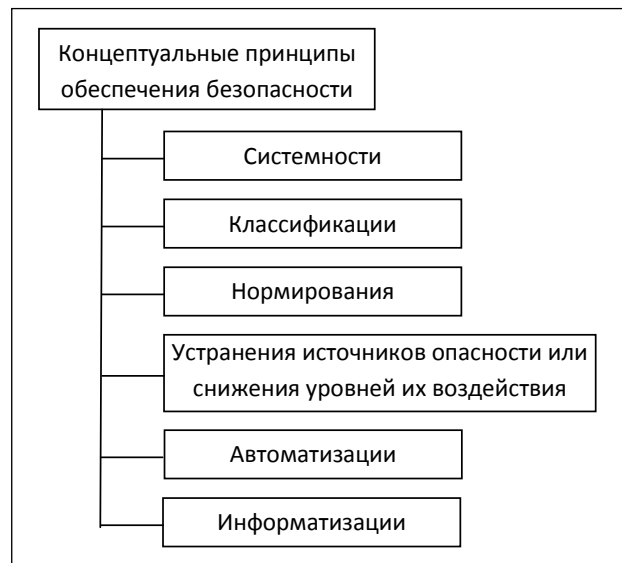 Концептуальные принципы
обеспечения безопасности
Системности
Классификации
Нормирования
Устранения источников опасности или
снижения уровней их воздействия
Автоматизации
Информатизации